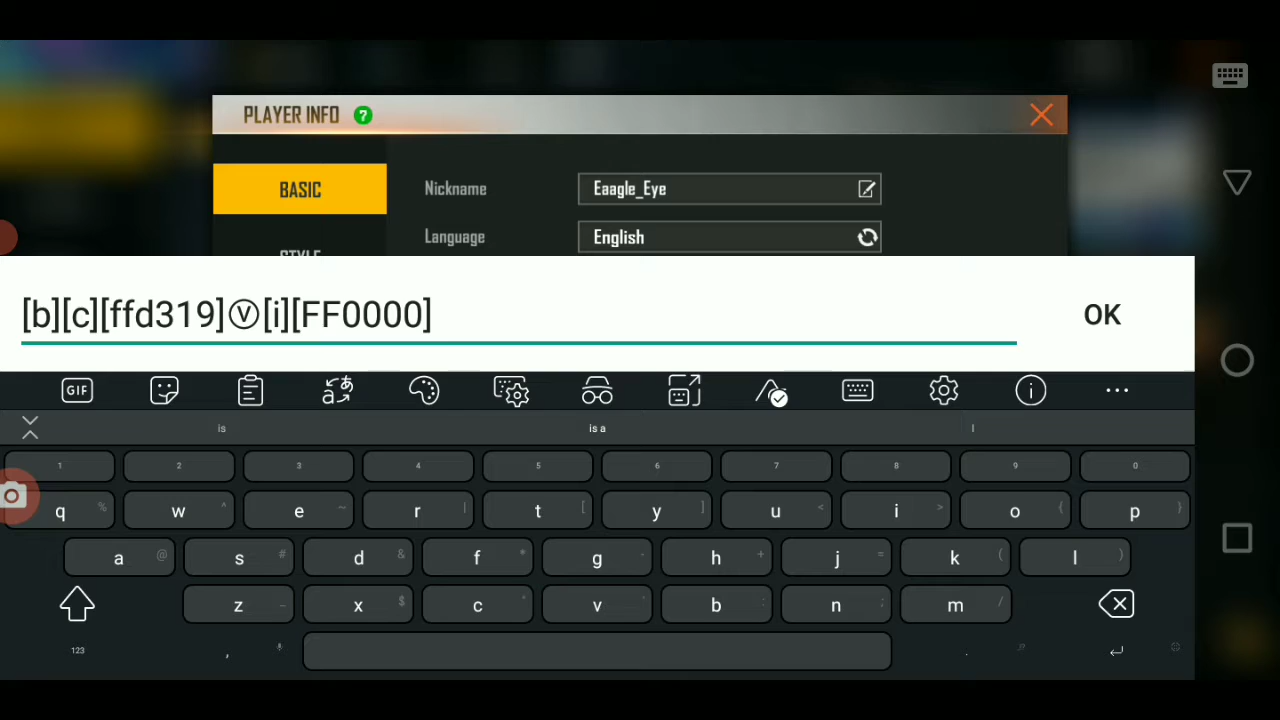 PLAYER INFO ?
BASIC
Nickname
Eaagle_Eye
Language
English
STYLE
[b][c][ffd319]ⓥ[i][FF0000]
OK
GIF
is
is a
I
1 2 3 4 5 6 7 8 9 0
q % w ^ e ~ r | t [ y ] u < i > o { p }
a @ s # d & f * g - h + j = k ( l )
z _ x $ c " v ' b : n ; m /
123 , . !?